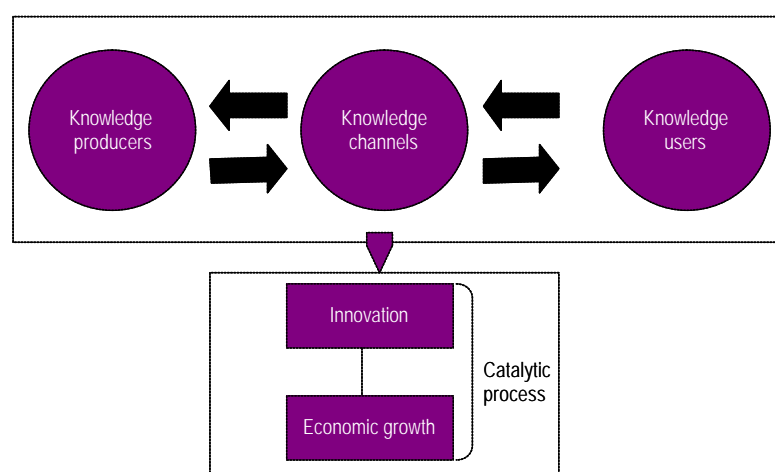 Knowledge
producers
Knowledge
channels
Knowledge
users
Innovation
Catalytic
process
Economic growth